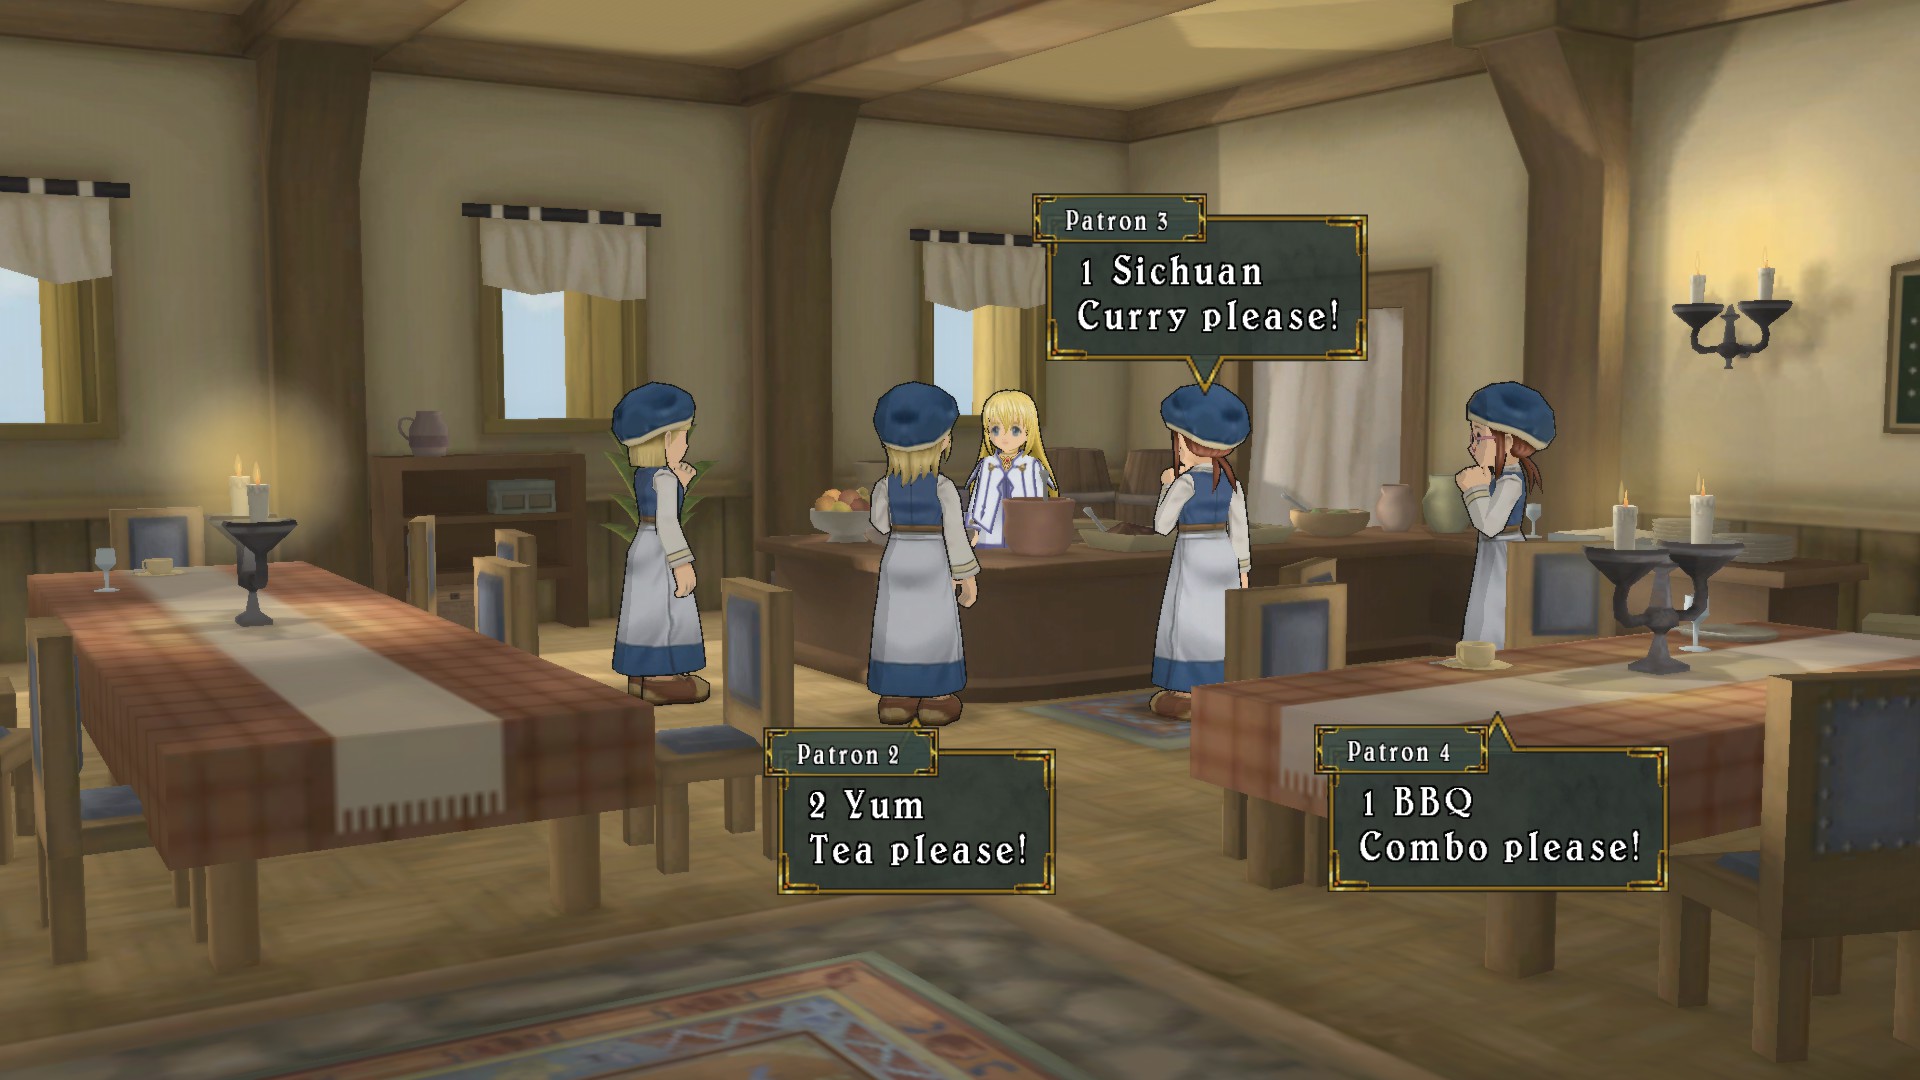 Patron 3
1 Sichuan
Curry please!
Patron 2
2 Yum
Tea please!
Patron 4
1 BBQ
Combo please!